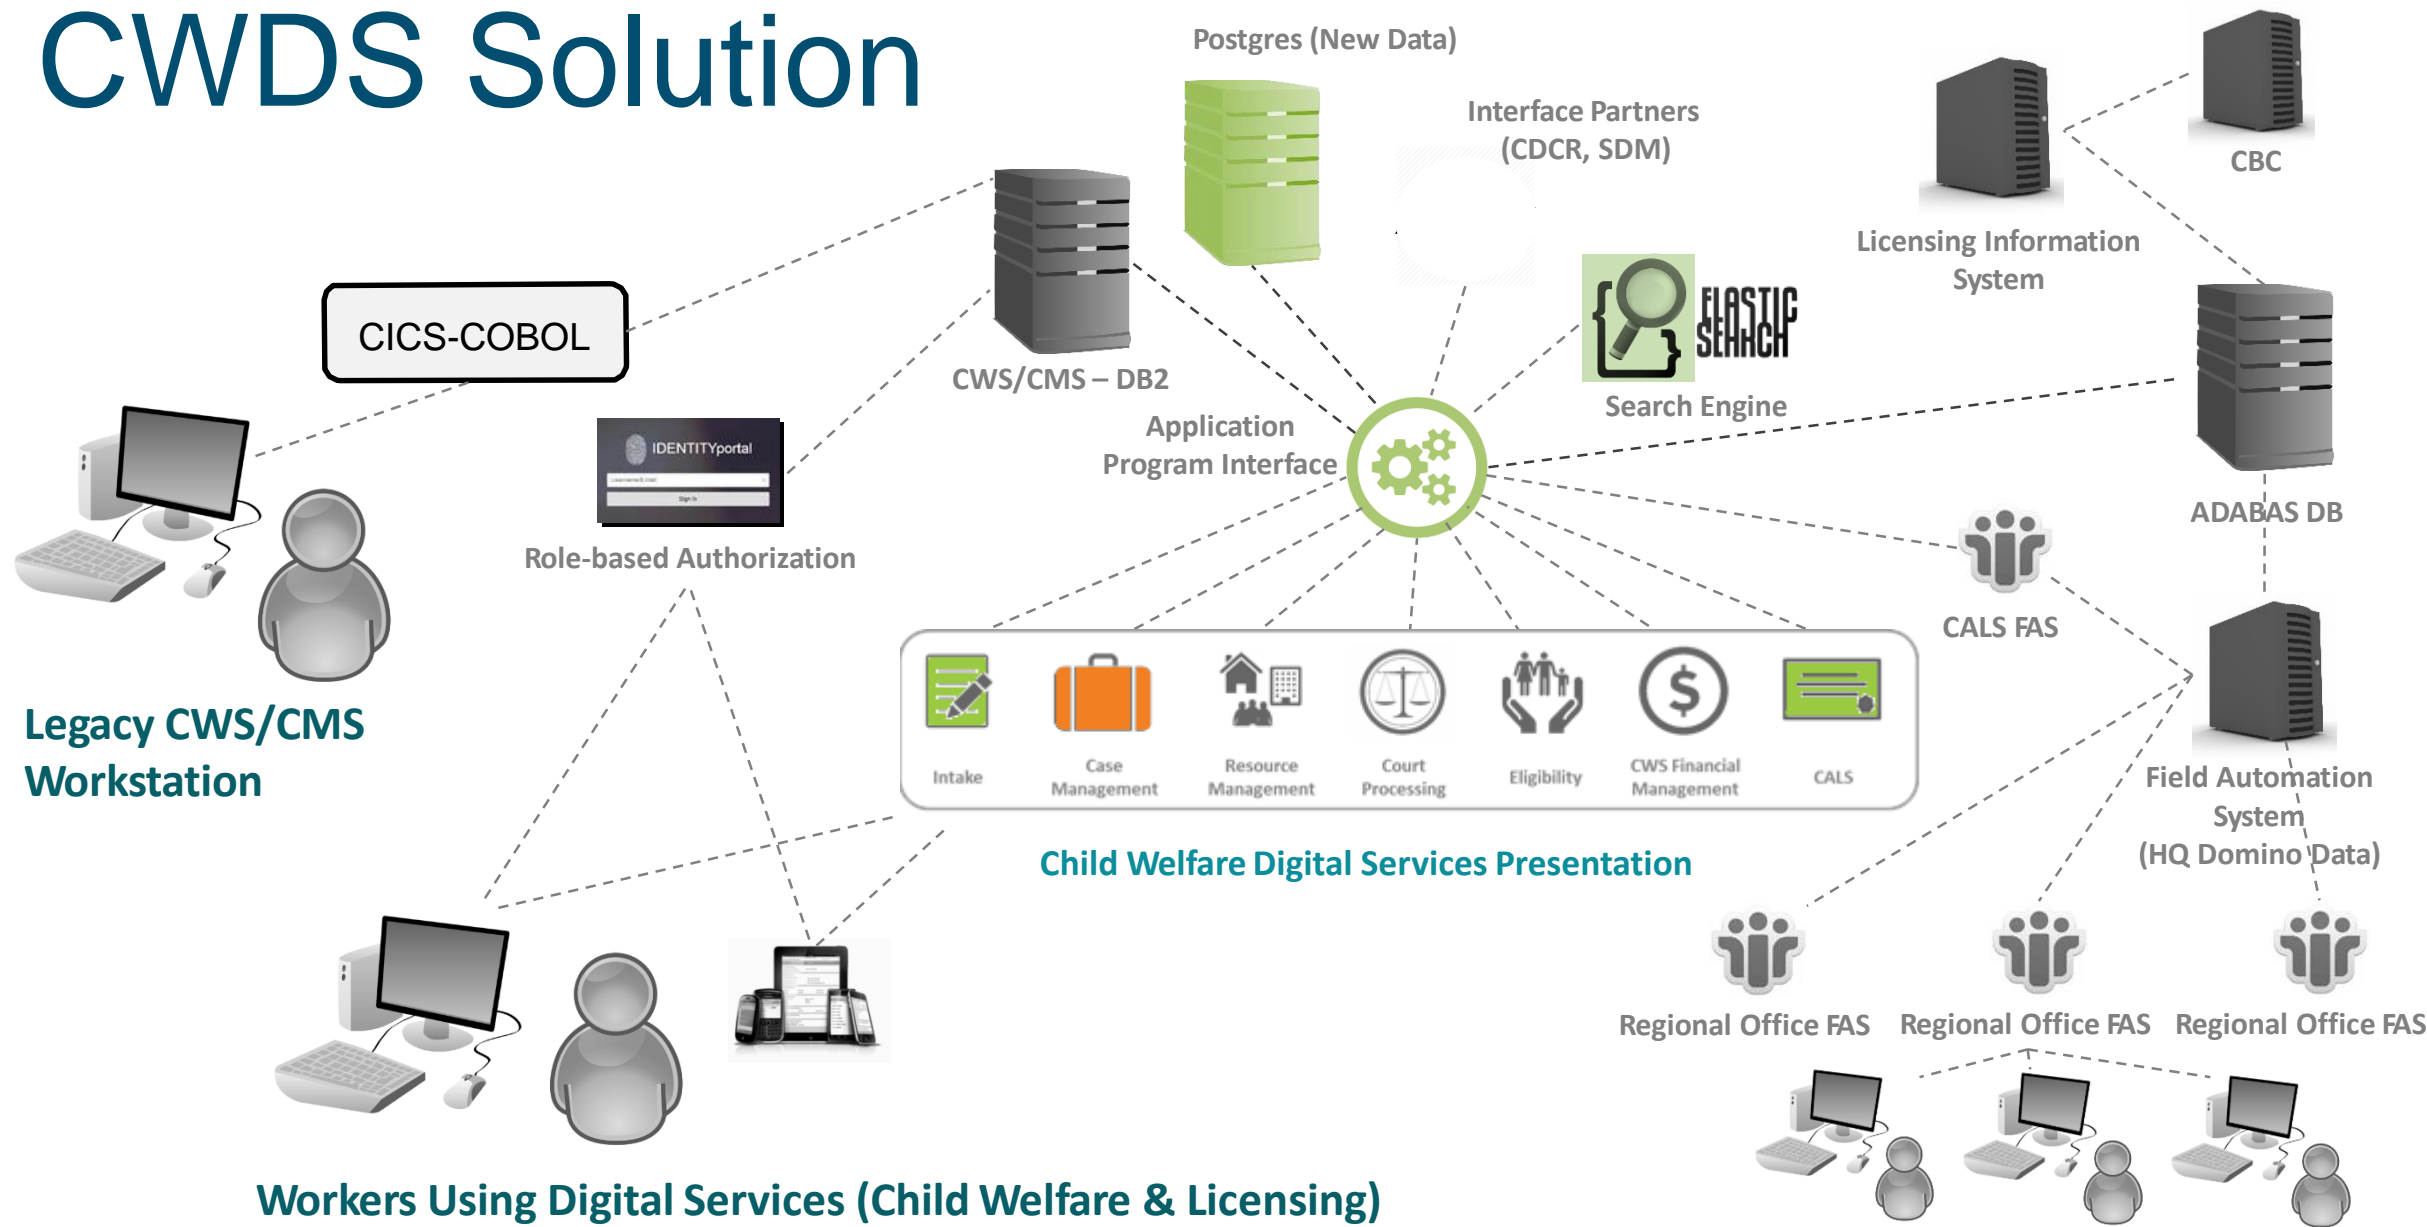 CWDS Solution
Postgres (New Data)
Interface Partners
(CDCR, SDM)
CBC
Licensing Information
System
CICS-COBOL
CWS/CMS – DB2
ELASTIC
SEARCH
Search Engine
Application
Program Interface
IDENTITYportal
Sign In
Role-based Authorization
ADABAS DB
CALS FAS
Legacy CWS/CMS
Workstation
Intake
Case
Management
Resource
Management
Court
Processing
Eligibility
CWS Financial
Management
CALS
Child Welfare Digital Services Presentation
Field Automation
System
(HQ Domino Data)
Regional Office FAS
Regional Office FAS
Regional Office FAS
Workers Using Digital Services (Child Welfare & Licensing)